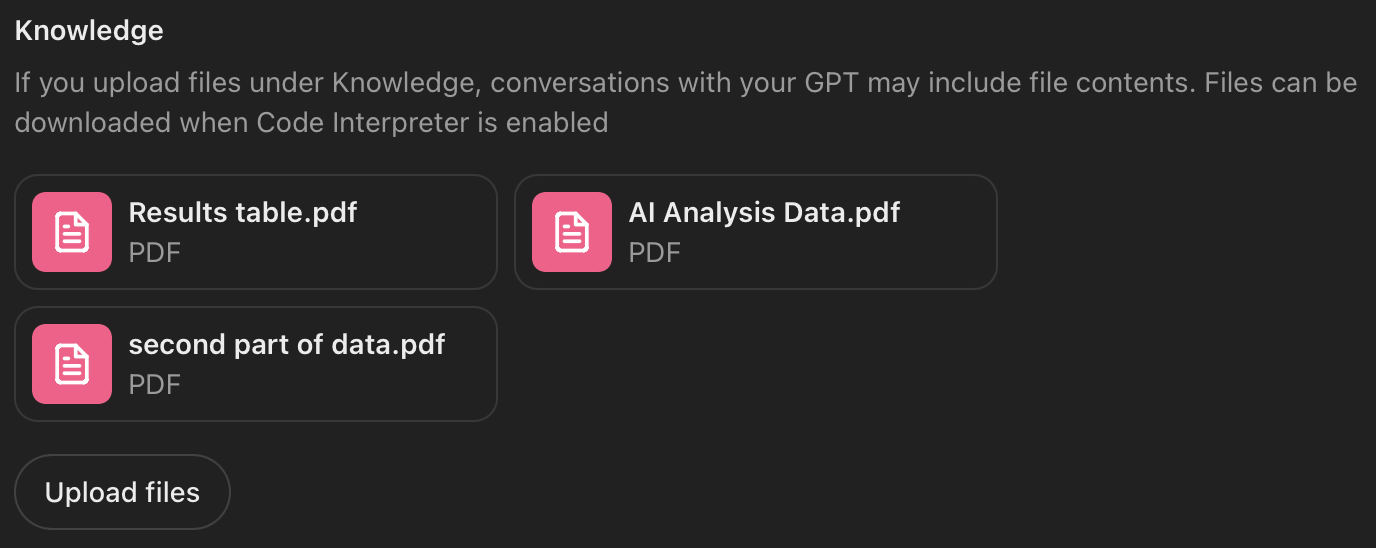 Knowledge
If you upload files under Knowledge, conversations with your GPT may include file contents. Files can be
downloaded when Code Interpreter is enabled
Results table.pdf
PDF
AI Analysis Data.pdf
PDF
second part of data.pdf
PDF
Upload files